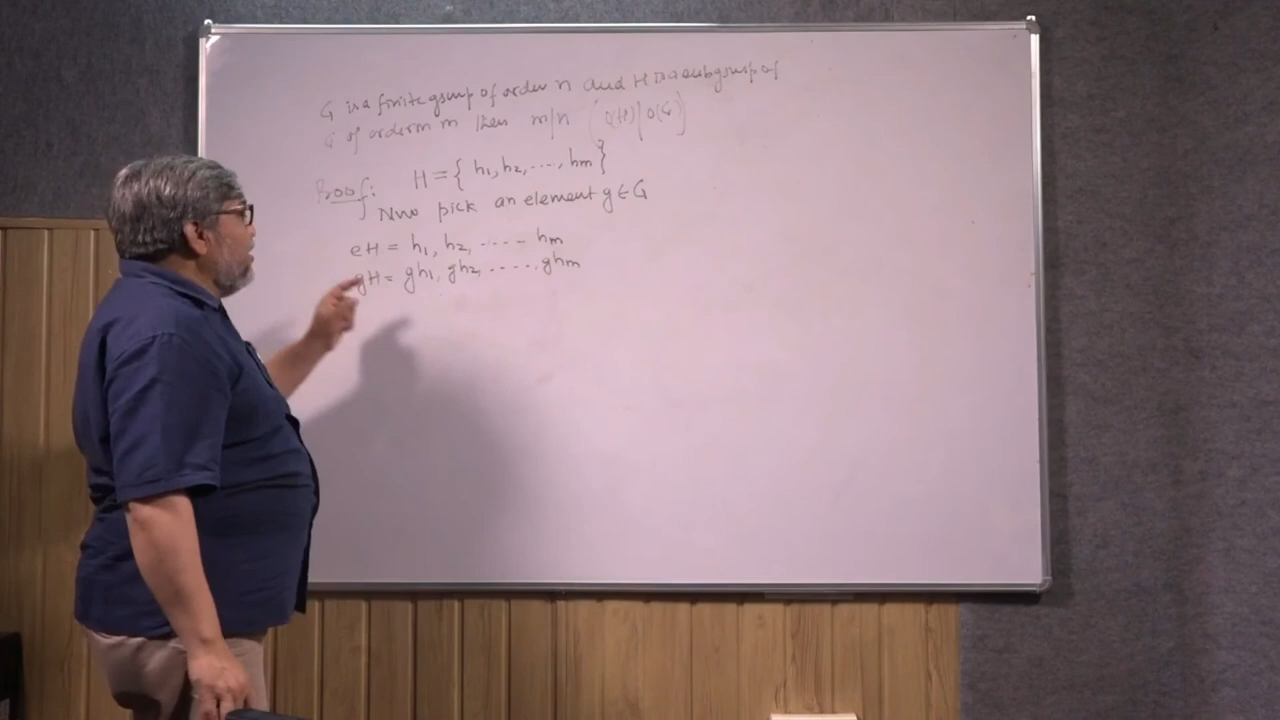 G is a finite group of order n and H is a subgroup of
G of order m then m/n (O(H)|O(G))
Proof: H = { h1, h2, ..., hm }
Now pick an element g ∈ G
eH = h1, h2, ..... hm
gH = gh1, gh2, ....., ghm